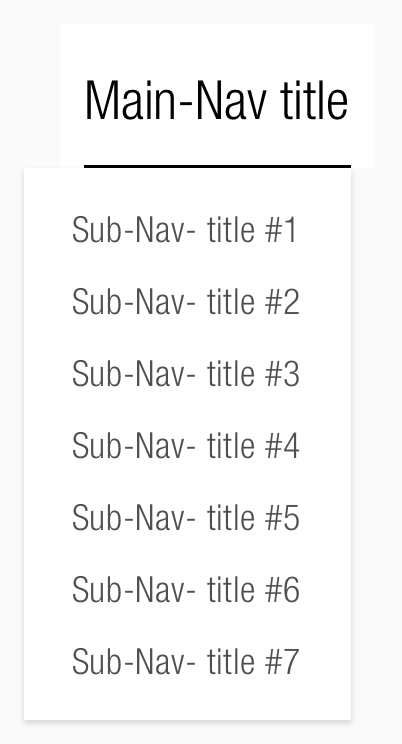 Main-Nav title
Sub-Nav- title #1
Sub-Nav- title #2
Sub-Nav- title #3
Sub-Nav- title #4
Sub-Nav- title #5
Sub-Nav- title #6
Sub-Nav- title #7